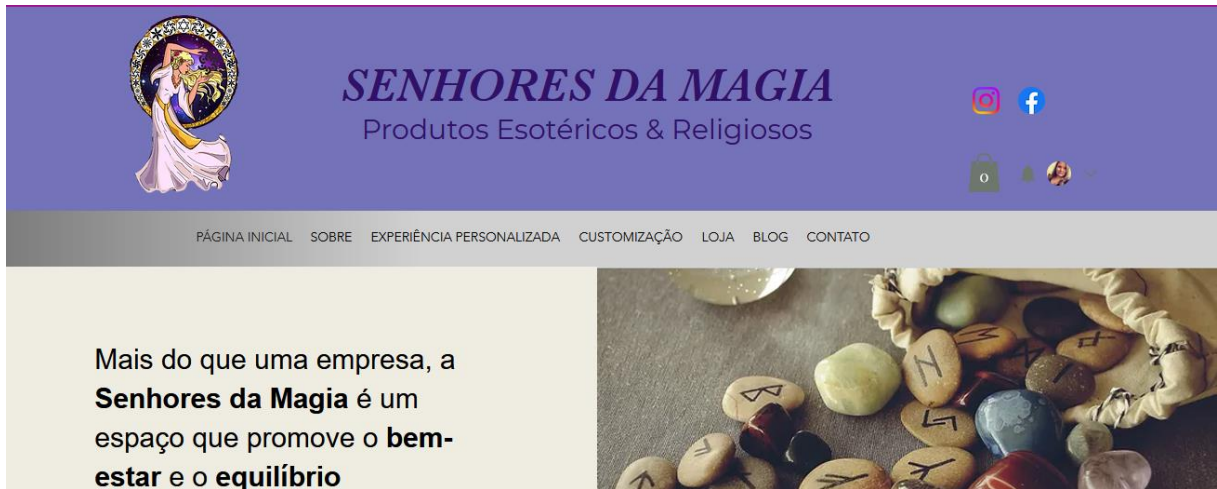 SENHORES DA MAGIA
Produtos Esotéricos & Religiosos
0
PÁGINA INICIAL SOBRE EXPERIÊNCIA PERSONALIZADA CUSTOMIZAÇÃO LOJA BLOG CONTATO
Mais do que uma empresa, a
Senhores da Magia é um
espaço que promove o bem-
estar e o equilíbrio